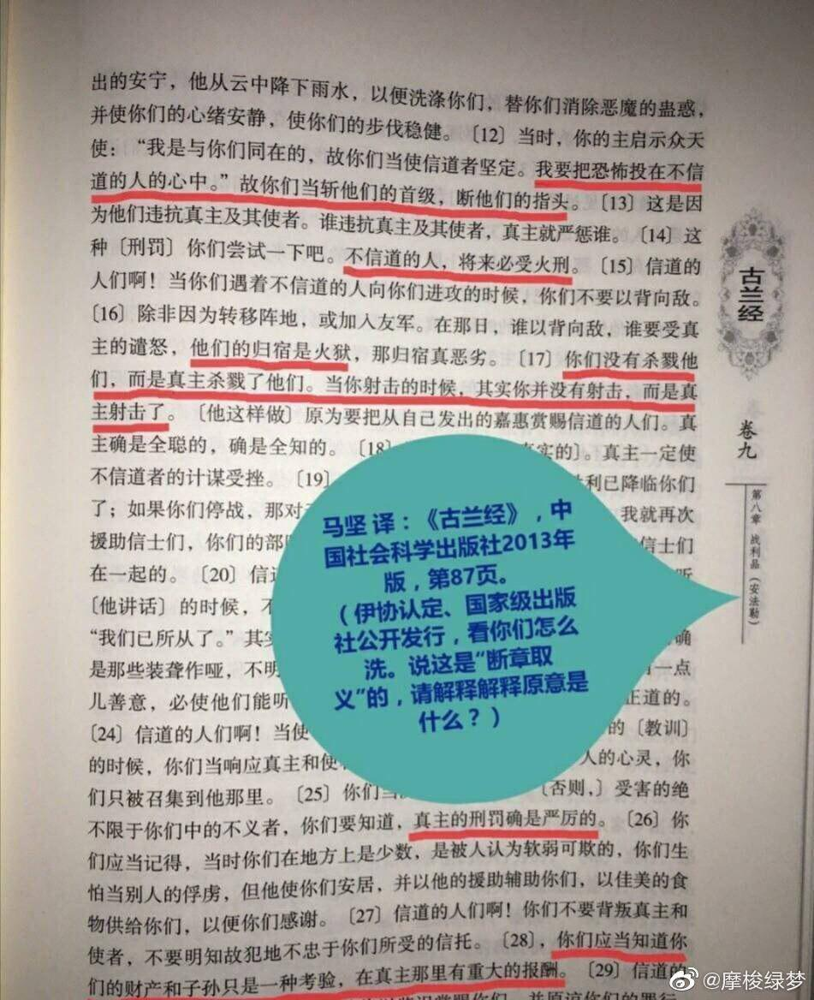 出的安宁，他从云中降下雨水，以便洗涤你们，替你们消除恶魔的蛊惑，
并使你们的心绪安静，使你们的步伐稳健。〔12〕当时，你的主启示众天
使：“我是与你们同在的，故你们当使信道者坚定。我要把恐怖投在不信
道的人的心中。”故你们当斩他们的首级，断他们的指头。〔13〕这是因
为他们违抗真主及其使者。谁违抗真主及其使者，真主就严惩谁。〔14〕这
种〔刑罚〕你们尝试一下吧。不信道的人，将来必受火刑。〔15〕信道的
人们啊！当你们遇着不信道的人向你们进攻的时候，你们不要以背向敌。
〔16〕除非因为转移阵地，或加入友军。在那日，谁以背向敌，谁要受真
主的谴怒，他们的归宿是火狱，那归宿真恶劣。〔17〕你们没有杀戮他
们，而是真主杀戮了他们。当你射击的时候，其实你并没有射击，而是真
主射击了。〔他这样做〕原为要把从自己发出的嘉惠赏赐信道的人们。真
主确是全聪的，确是全知的。〔18〕 真实的〕。真主一定使
不信道者的计谋受挫。〔19〕 利已降临你们
了；如果你们停战，那对于 我就再次
援助信士们，你们的部 信士们
在一起的。〔20〕信道 听
〔他讲话〕的时候，不
“我们已听从了。”其实 确
是那些装聋作哑，不明 有一点
儿善意，必使他们能听 正道的。
〔24〕信道的人们啊！当使 的〔教训〕
的时候，你们当响应真主和使 人的心灵，你
们只被召集到他那里。〔25〕你们当 〔否则，〕受害的绝
不限于你们中的不义者，你们要知道，真主的刑罚确是严厉的。〔26〕你
们应当记得，当时你们在地方上是少数，是被人认为软弱可欺的，你们生
怕当别人的俘虏，但他使你们安居，并以他的援助辅助你们，以佳美的食
物供给你们，以便你们感谢。〔27〕信道的人们啊！你们不要背叛真主和
使者，不要明知故犯地不忠于你们所受的信托。〔28〕，你们应当知道你
们的财产和子孙只是一种考验，在真主那里有重大的报酬。〔29〕信道的
古兰经
卷九
第八章 战利品（安法勒）
马坚 译：《古兰经》，中
国社会科学出版社2013年
版，第87页。
（伊协认定、国家级出版
社公开发行，看你们怎么
洗。说这是“断章取
义”的，请解释解释原意是
什么？）
@摩梭绿梦